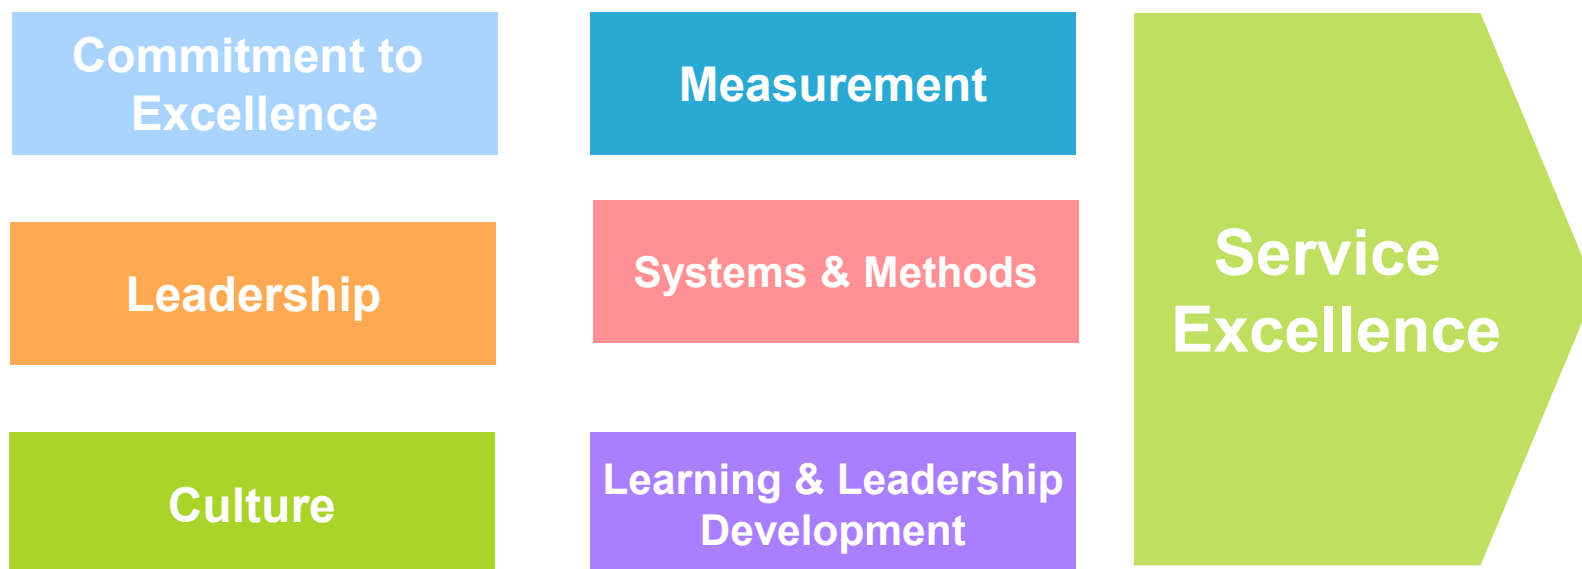 Commitment to
Excellence
Measurement
Leadership
Systems & Methods
Culture
Learning & Leadership
Development
Service
Excellence